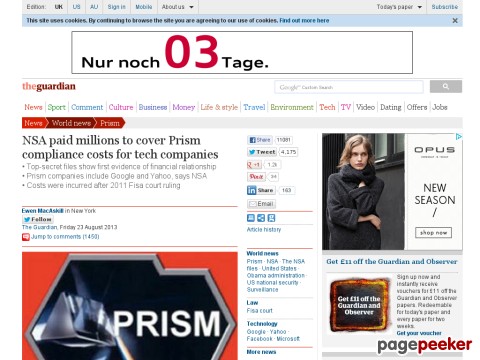 Edition: UK US AU Sign in Mobile About us Today's paper Subscribe
This site uses cookies. By continuing to browse the site you are agreeing to our use of cookies. Find out more here
Nur noch 03 Tage.
theguardian
Google Custom Search
News Sport Comment Culture Business Money Life & style Travel Environment Tech TV Video Dating Offers Jobs
News World news Prism
NSA paid millions to cover Prism
compliance costs for tech companies
• Top-secret files show first evidence of financial relationship
• Prism companies include Google and Yahoo, says NSA
• Costs were incurred after 2011 Fisa court ruling
Ewen MacAskill in New York
Follow
The Guardian, Friday 23 August 2013
Jump to comments (1450)
PRISM
Share 11081
Tweet 4,175
+1
Pin it
Share 163
Email
Article history
World news
Prism · NSA · The NSA
files · United States ·
Obama administration ·
US national security ·
Surveillance
Law
Fisa court
Technology
Google · Yahoo ·
Facebook · Microsoft
More news
OPUS
NEW
SEASON
/
shop now
Get £11 off the Guardian and Observer
Get £11 off the
Guardian and
Observer
Sign up now and
instantly receive
vouchers for £11 off the
Guardian and Observer
papers. Redeemable
for today's paper and
every paper for two
weeks.
Get your voucher
pagepeeker